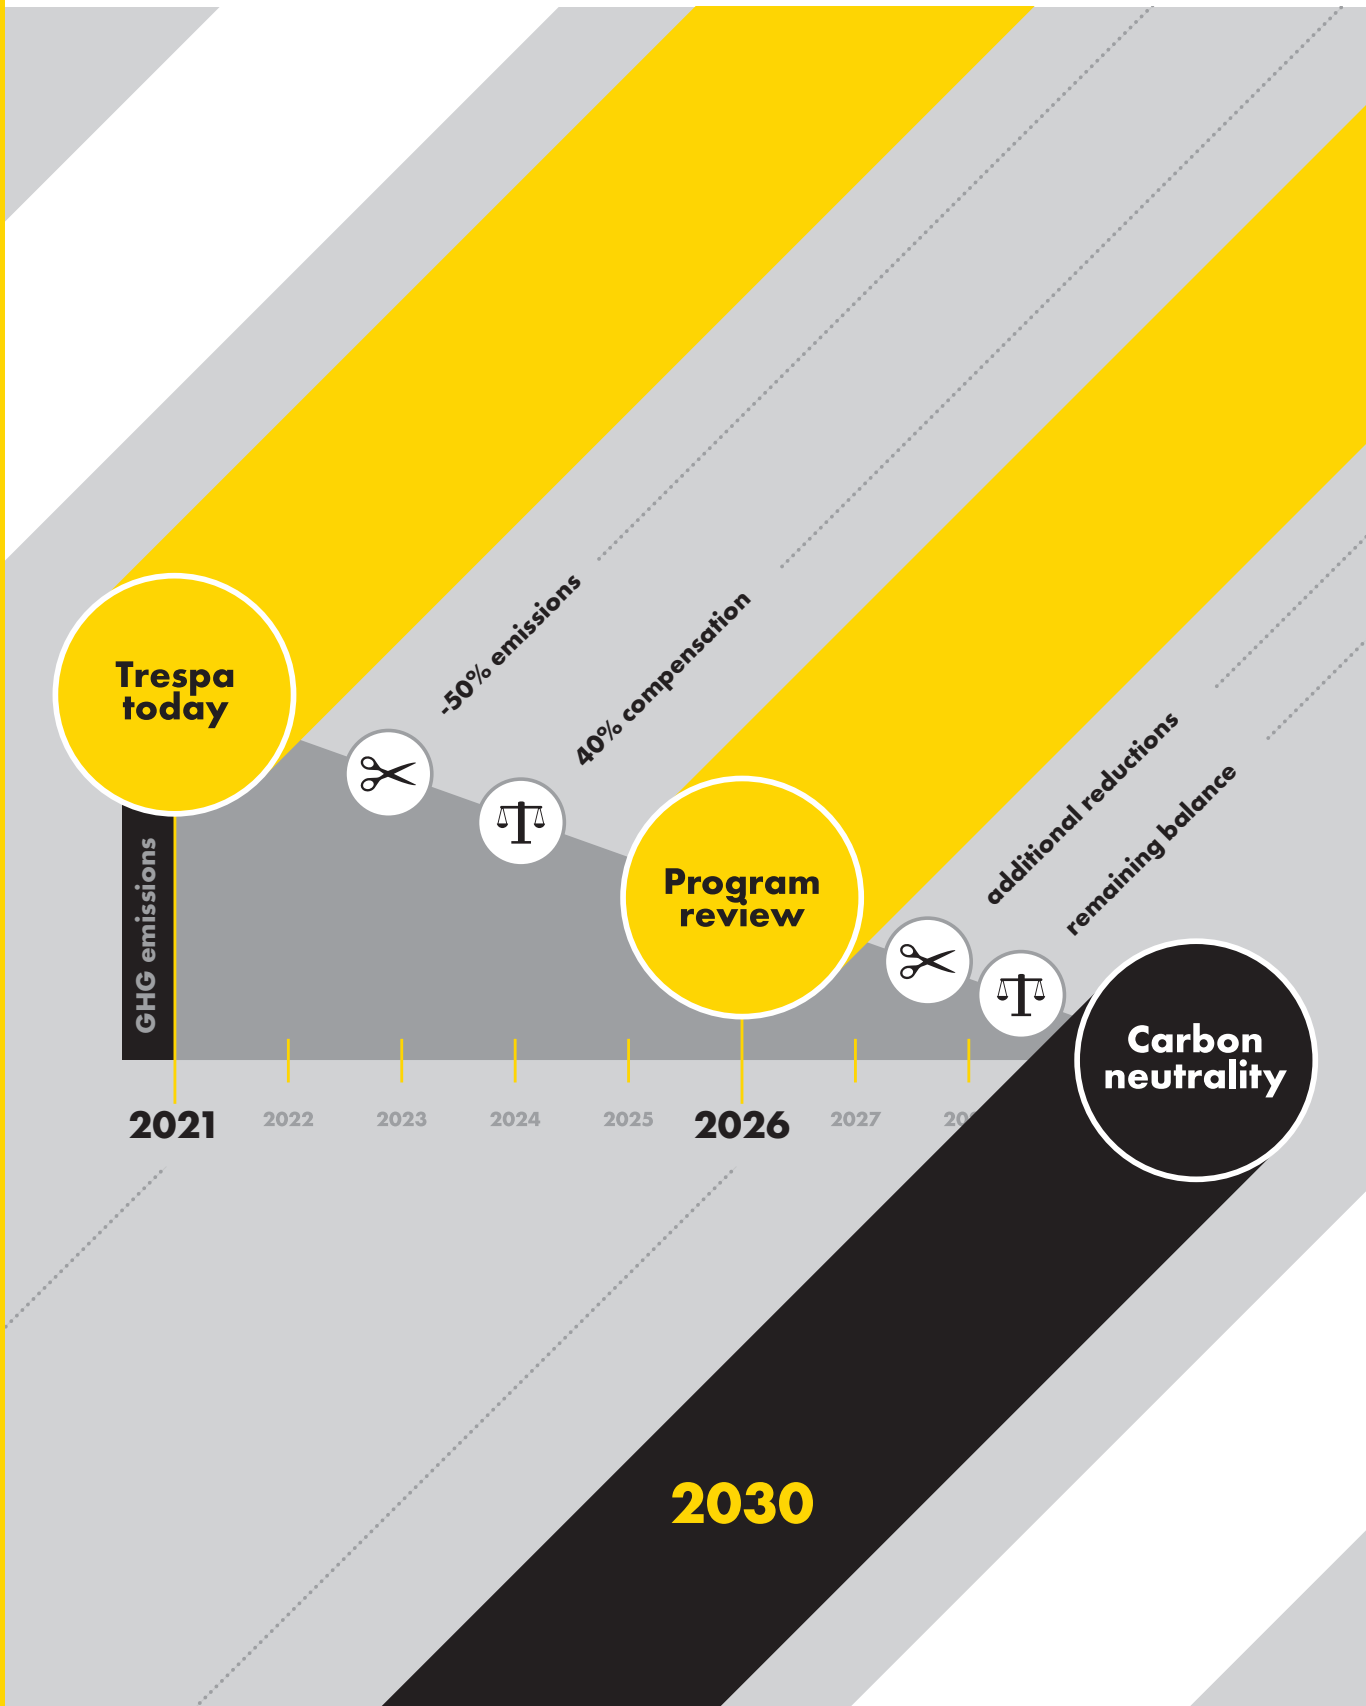 -50% emissions
40% compensation
Trespa
today
additional reductions
remaining balance
Program
review
GHG emissions
Carbon
neutrality
2021
2022
2023
2024
2025
2026
2027
2030